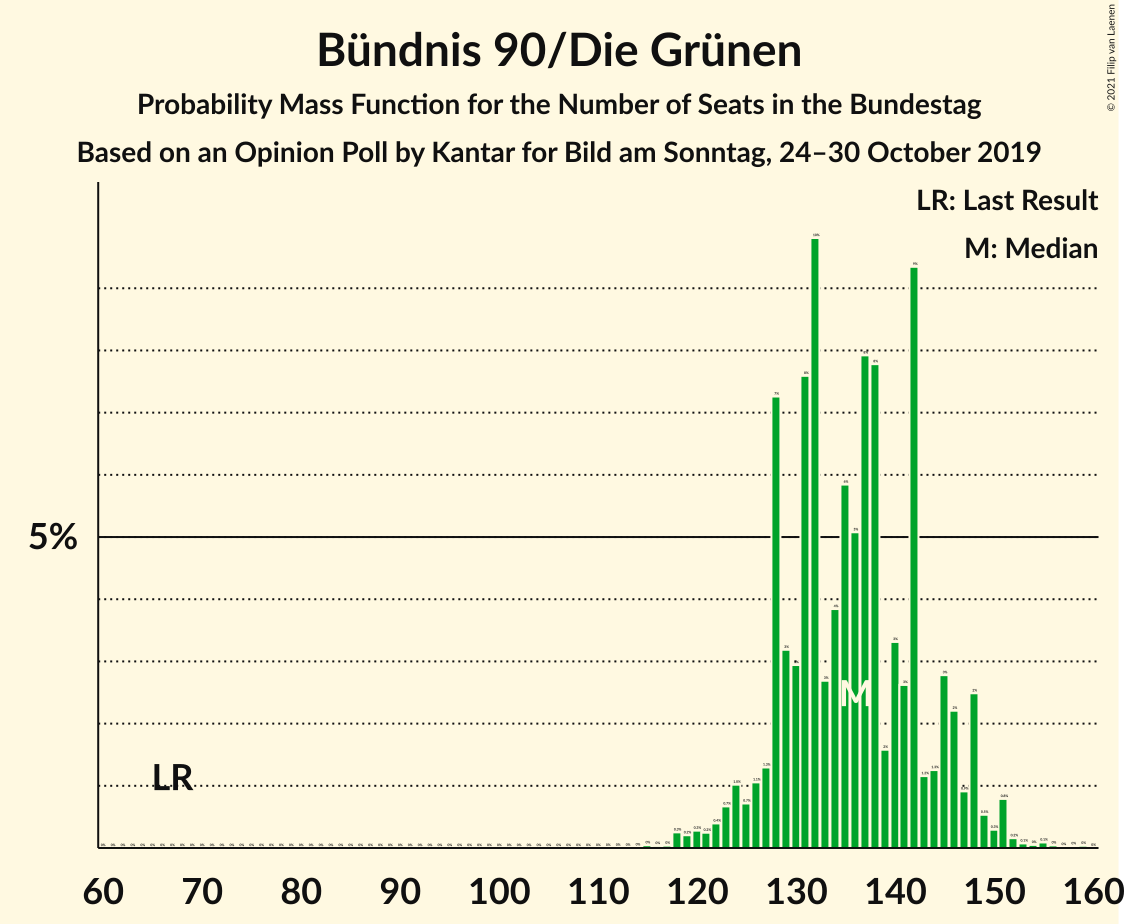 Bündnis 90/Die Grünen
Probability Mass Function for the Number of Seats in the Bundestag
Based on an Opinion Poll by Kantar for Bild am Sonntag, 24–30 October 2019
© 2021 Filip van Laenen
LR: Last Result
M: Median
5%
LR
M
60 70 80 90 100 110 120 130 140 150 160